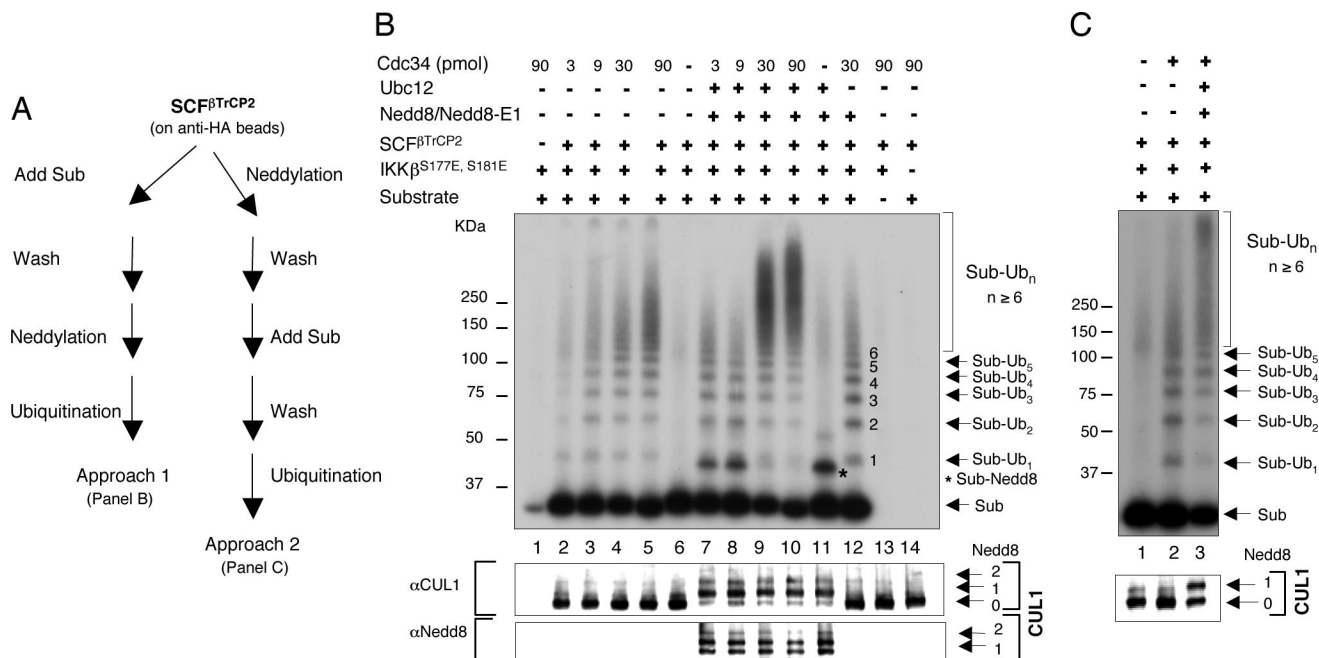 A
SCFβTrCP2
(on anti-HA beads)
Add Sub
Neddylation
Wash
Wash
Neddylation
Add Sub
Ubiquitination
Wash
Approach 1
(Panel B)
Ubiquitination
Approach 2
(Panel C)
B
Cdc34 (pmol) 90 3 9 30 90 - 3 9 30 90 - 30 90 90
Ubc12 - - - - - - + + + + + - - -
Nedd8/Nedd8-E1 - - - - - - + + + + + + - -
SCFβTrCP2 - + + + + + + + + + + + + +
IKKβS177E, S181E + + + + + + + + + + + + + -
Substrate + + + + + + + + + + + + - +
KDa
250
150
100
75
50
37
6
5
4
3
2
1
*
Sub-Ubn
n ≥ 6
Sub-Ub5
Sub-Ub4
Sub-Ub3
Sub-Ub2
Sub-Ub1
* Sub-Nedd8
Sub
1 2 3 4 5 6 7 8 9 10 11 12 13 14
Nedd8
αCUL1
2
1
0
αNedd8
2
1
CUL1
C
- + +
- - +
- - +
+ + +
+ + +
+ + +
250
150
100
75
50
37
Sub-Ubn
n ≥ 6
Sub-Ub5
Sub-Ub4
Sub-Ub3
Sub-Ub2
Sub-Ub1
Sub
1 2 3
Nedd8
1
0
CUL1